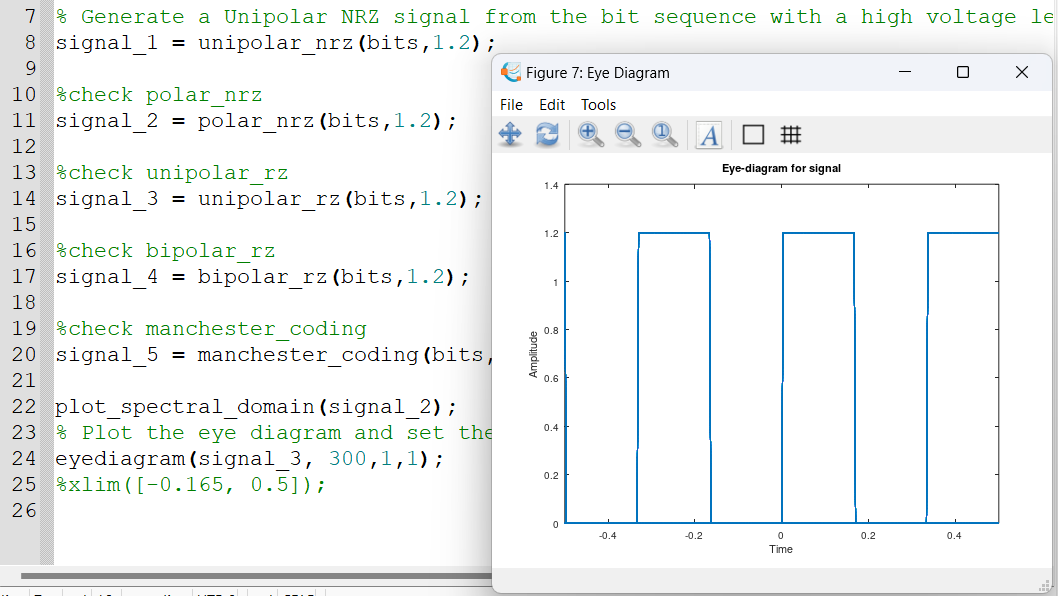 7 % Generate a Unipolar NRZ signal from the bit sequence with a high voltage le
8 signal_1 = unipolar_nrz(bits,1.2);
9
10 %check polar_nrz
11 signal_2 = polar_nrz(bits,1.2);
12
13 %check unipolar_rz
14 signal_3 = unipolar_rz(bits,1.2);
15
16 %check bipolar_rz
17 signal_4 = bipolar_rz(bits,1.2);
18
19 %check manchester_coding
20 signal_5 = manchester_coding(bits,
21
22 plot_spectral_domain(signal_2);
23 % Plot the eye diagram and set the
24 eyediagram(signal_3, 300,1,1);
25 %xlim([-0.165, 0.5]);
26
Figure 7: Eye Diagram
File Edit Tools
A
Eye-diagram for signal
1.4
1.2
1
0.8
0.6
0.4
0.2
0
Amplitude
-0.4 -0.2 0 0.2 0.4
Time